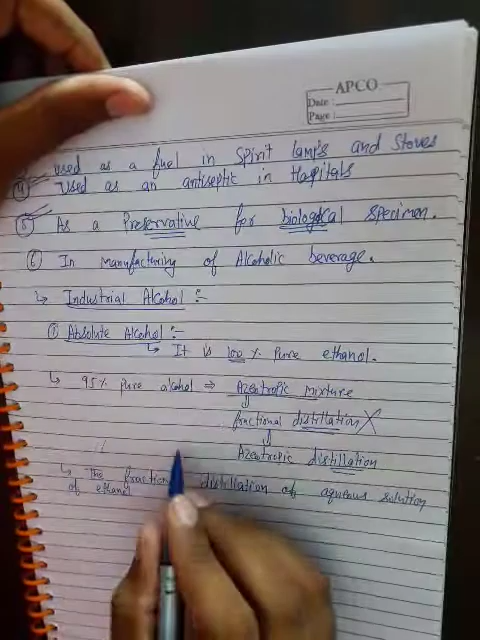 APCO
Date :
Page :
used as a fuel in Spirit lamps and Stoves
④ Used as an antiseptic in Hospitals
⑤ As a Preservative for biological specimen.
⑥ In manufacturing of Alcoholic beverage.
↳ Industrial Alcohol :-
① Absolute Alcohol :-
↳ It is 100 % Pure ethanol.
↳ 95% pure alcohol ⇒ Azeotropic mixture
⇓
fractional distillation X
⇓
Azeotropic distillation
↳ The fraction distillation of aqueous solution
of ethanol